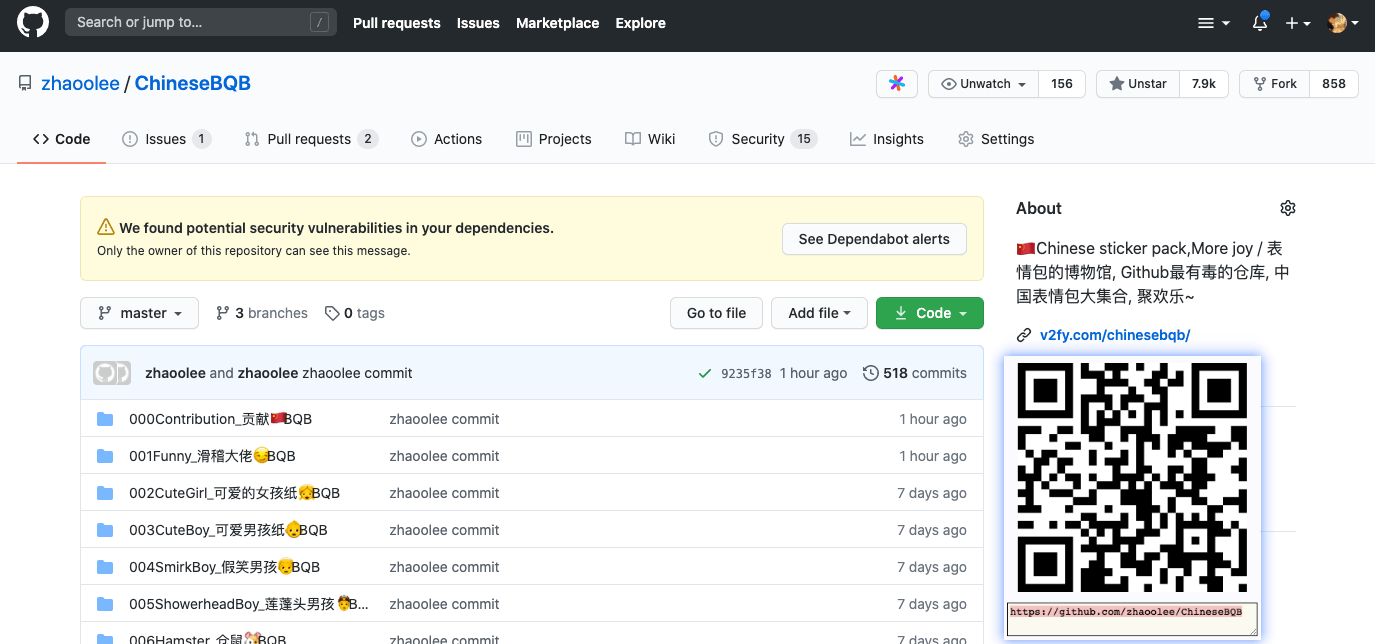 Search or jump to... / Pull requests Issues Marketplace Explore
zhaoolee / ChineseBQB Unwatch 156 Unstar 7.9k Fork 858
Code Issues 1 Pull requests 2 Actions Projects Wiki Security 15 Insights Settings
We found potential security vulnerabilities in your dependencies.
Only the owner of this repository can see this message.
See Dependabot alerts
master 3 branches 0 tags Go to file Add file Code
zhaoolee and zhaoolee zhaoolee commit 9235f38 1 hour ago 518 commits
000Contribution_贡献🇨🇳BQB zhaoolee commit 1 hour ago
001Funny_滑稽大佬😏BQB zhaoolee commit 1 hour ago
002CuteGirl_可爱的女孩纸👧BQB zhaoolee commit 7 days ago
003CuteBoy_可爱男孩纸👶BQB zhaoolee commit 7 days ago
004SmirkBoy_假笑男孩👦BQB zhaoolee commit 7 days ago
005ShowerheadBoy_莲蓬头男孩👦B... zhaoolee commit 7 days ago
006Hamster_仓鼠🐹BQB zhaoolee commit 7 days ago
About
🇨🇳Chinese sticker pack,More joy / 表
情包的博物馆, Github最有毒的仓库, 中
国表情包大集合, 聚欢乐~
v2fy.com/chinesebqb/
https://github.com/zhaoolee/ChineseBQB